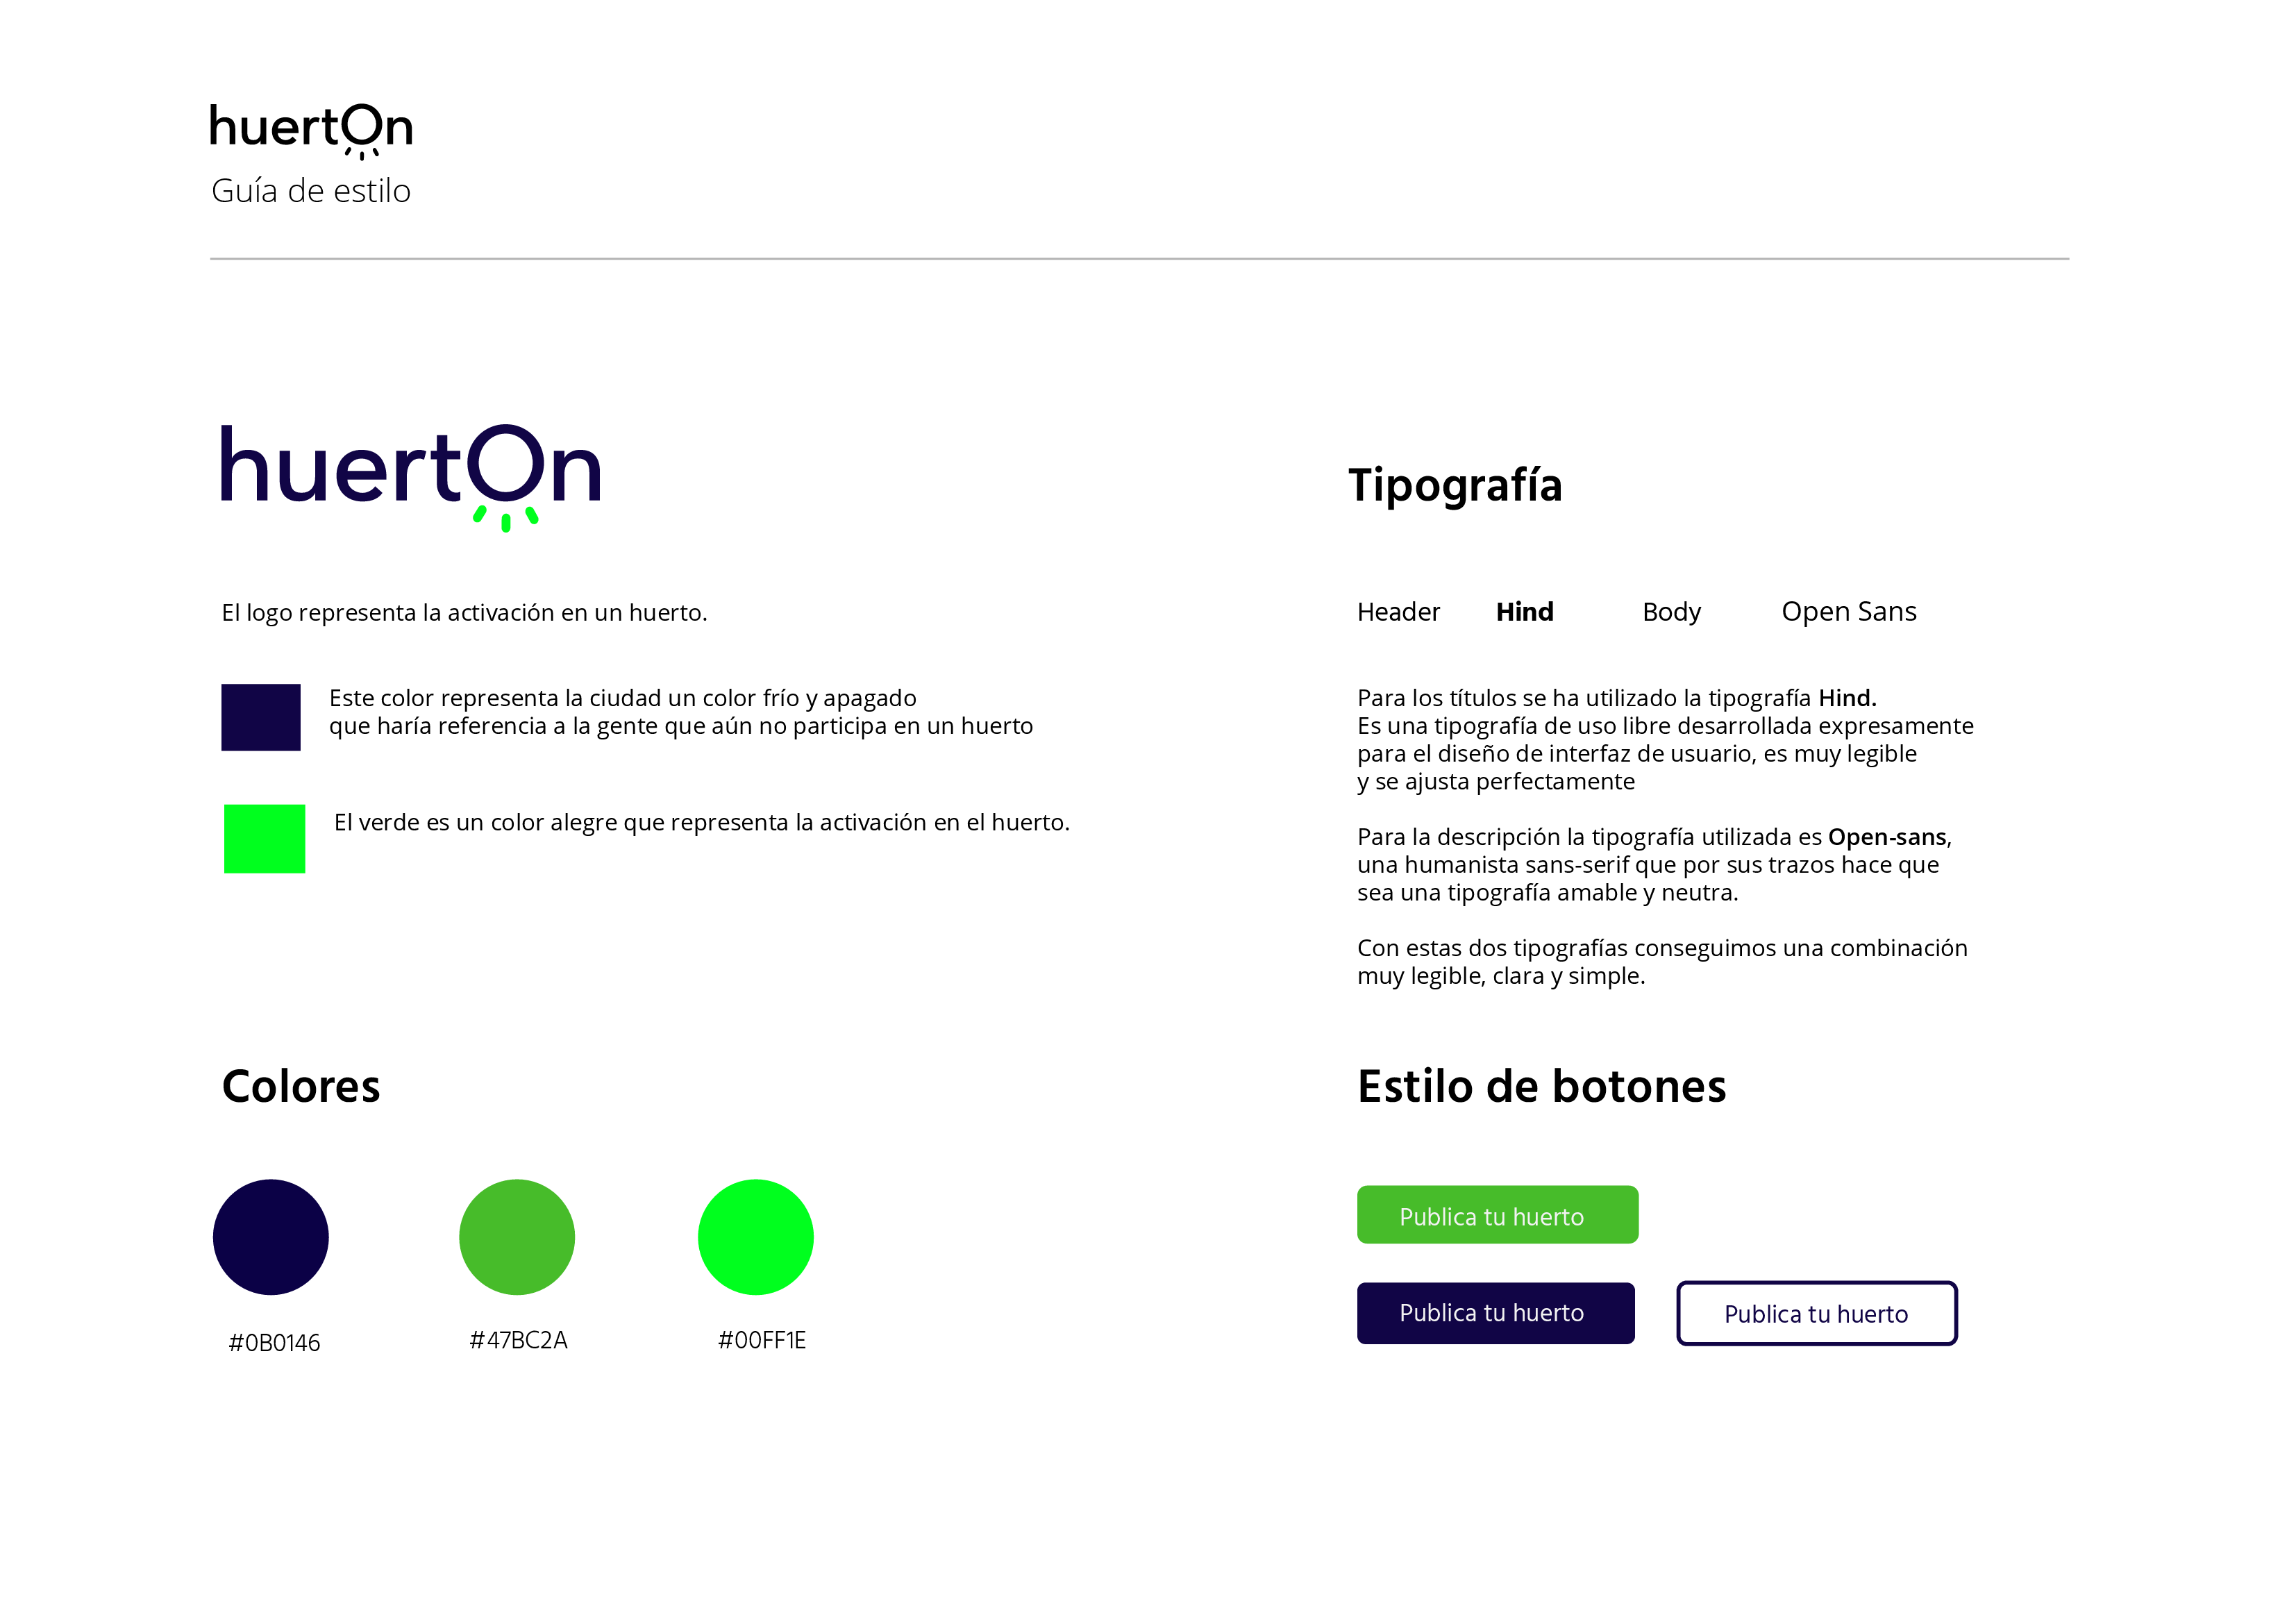 huertOn
Guía de estilo
huertOn
El logo representa la activación en un huerto.
Este color representa la ciudad un color frío y apagado
que haría referencia a la gente que aún no participa en un huerto
El verde es un color alegre que representa la activación en el huerto.
Tipografía
Header Hind Body Open Sans
Para los títulos se ha utilizado la tipografía Hind.
Es una tipografía de uso libre desarrollada expresamente
para el diseño de interfaz de usuario, es muy legible
y se ajusta perfectamente
Para la descripción la tipografía utilizada es Open-sans,
una humanista sans-serif que por sus trazos hace que
sea una tipografía amable y neutra.
Con estas dos tipografías conseguimos una combinación
muy legible, clara y simple.
Colores
#0B0146 #47BC2A #00FF1E
Estilo de botones
Publica tu huerto
Publica tu huerto Publica tu huerto